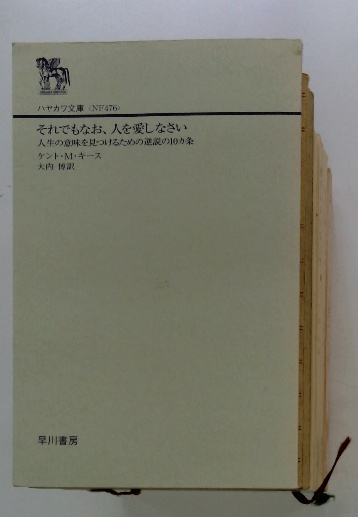 ハヤカワ文庫〈NF476〉
それでもなお、人を愛しなさい
人生の意味を見つけるための逆説の10カ条
ケント・M・キース
大内 博訳
早川書房